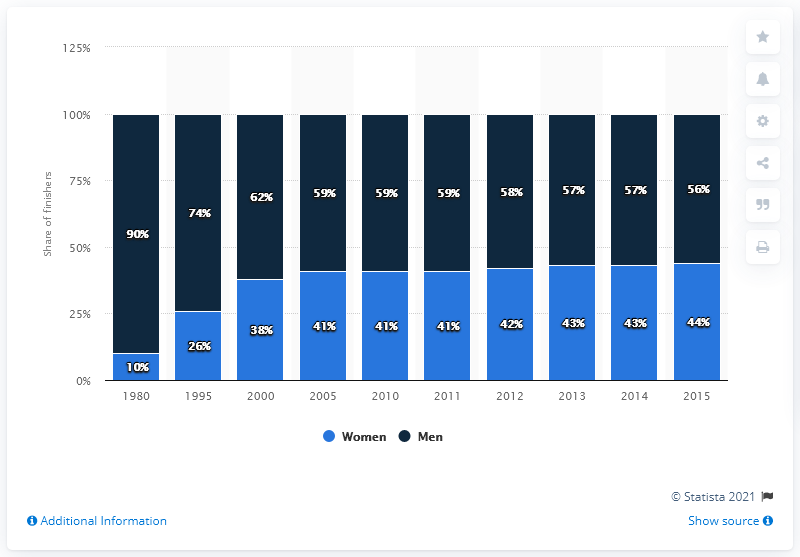 125%
100%
75%
50%
25%
0%
Share of finishers
90% 74% 62% 59% 59% 59% 58% 57% 57% 56%
10% 26% 38% 41% 41% 41% 42% 43% 43% 44%
1980 1995 2000 2005 2010 2011 2012 2013 2014 2015
Women Men
© Statista 2021
Additional Information Show source